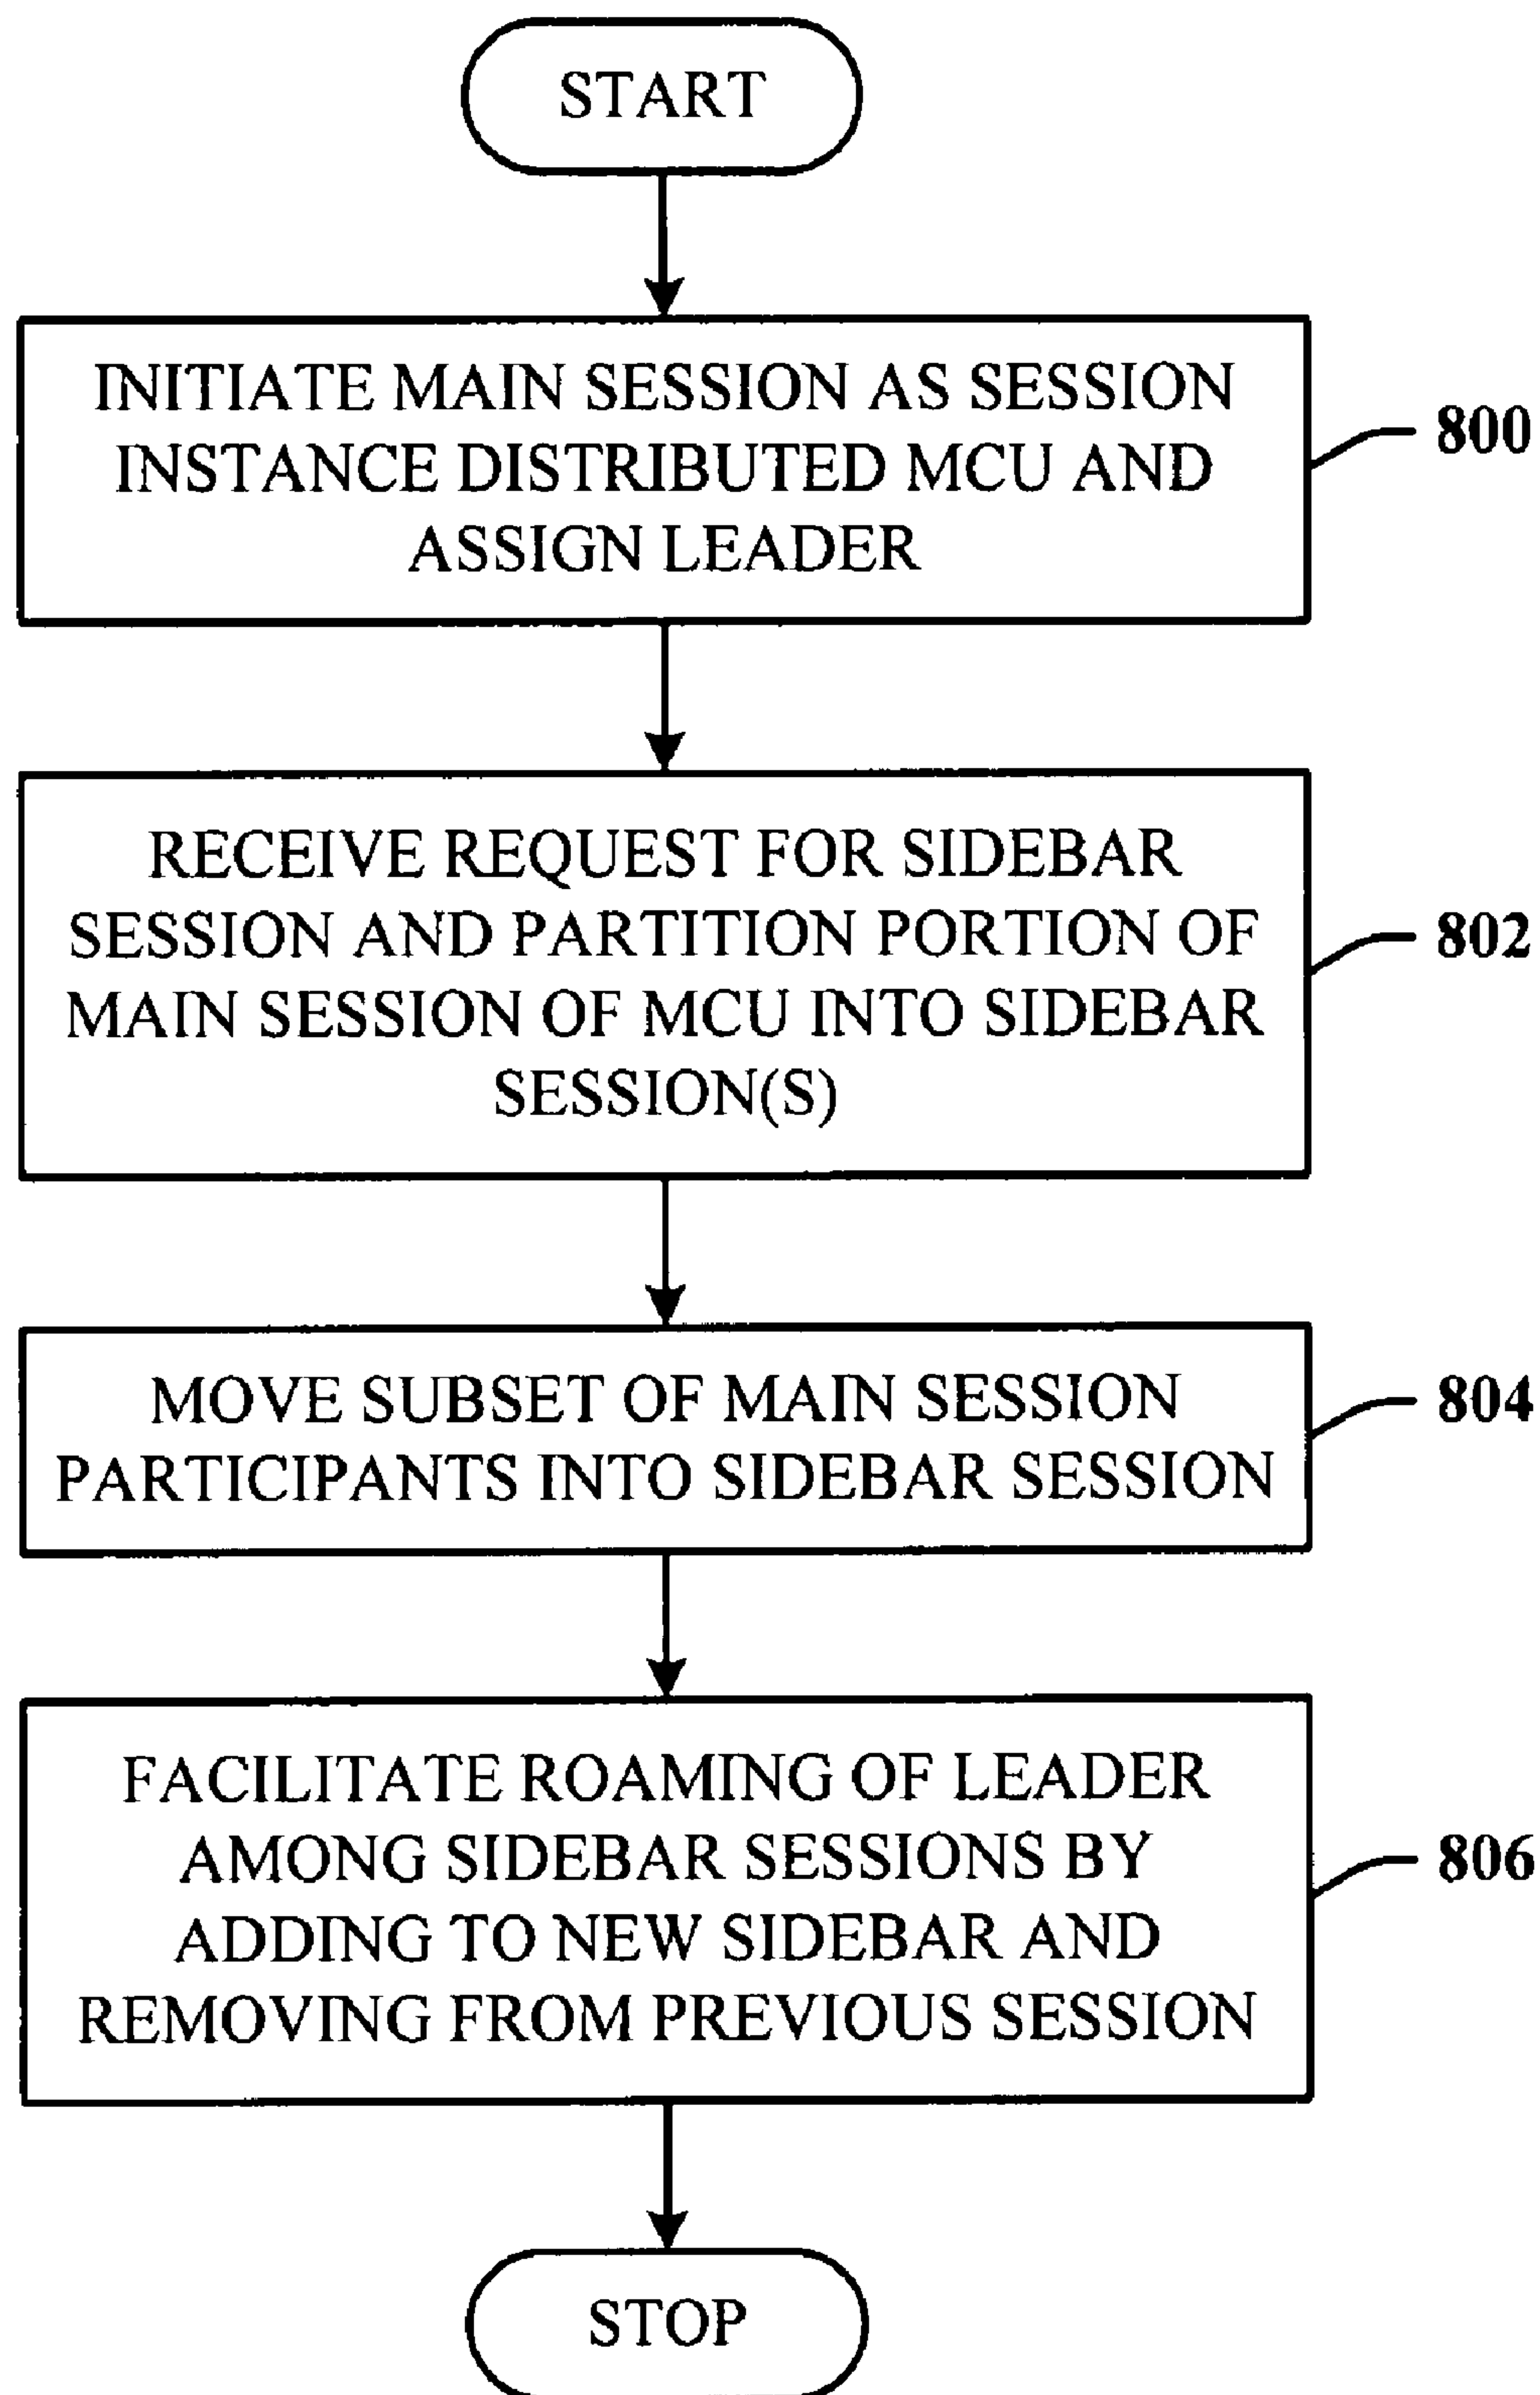 START
INITIATE MAIN SESSION AS SESSION
INSTANCE DISTRIBUTED MCU AND
ASSIGN LEADER
800
RECEIVE REQUEST FOR SIDEBAR
SESSION AND PARTITION PORTION OF
MAIN SESSION OF MCU INTO SIDEBAR
SESSION(S)
802
MOVE SUBSET OF MAIN SESSION
PARTICIPANTS INTO SIDEBAR SESSION
804
FACILITATE ROAMING OF LEADER
AMONG SIDEBAR SESSIONS BY
ADDING TO NEW SIDEBAR AND
REMOVING FROM PREVIOUS SESSION
806
STOP